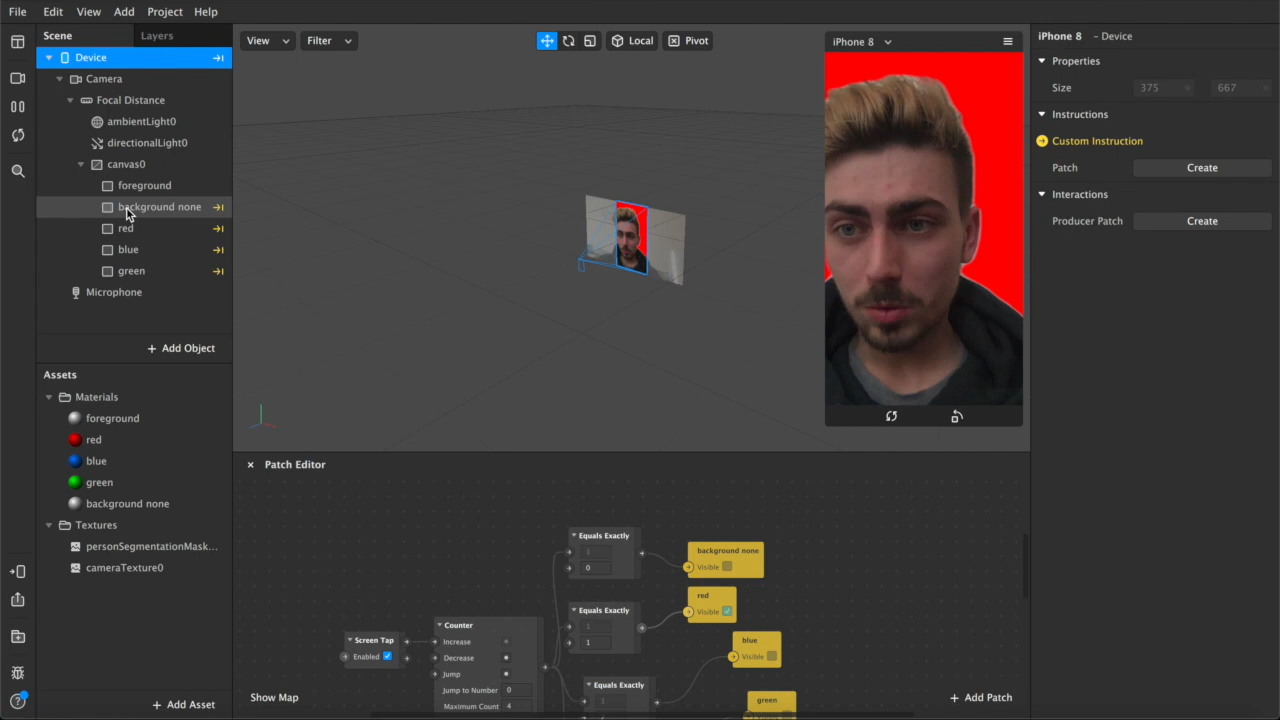 File Edit View Add Project Help
Scene Layers
Device
Camera
Focal Distance
ambientLight0
directionalLight0
canvas0
foreground
background none
red
blue
green
Microphone
+ Add Object
Assets
Materials
foreground
red
blue
green
background none
Textures
personSegmentationMask...
cameraTexture0
+ Add Asset
View Filter Local Pivot
iPhone 8
Patch Editor
Screen Tap
Enabled
Counter
Increase
Decrease
Jump
Jump to Number 0
Maximum Count 4
Equals Exactly
1
0
Equals Exactly
1
1
Equals Exactly
1
background none
Visible
red
Visible
blue
Visible
green
Show Map
+ Add Patch
iPhone 8 - Device
Properties
Size 375 667
Instructions
Custom Instruction
Patch Create
Interactions
Producer Patch Create